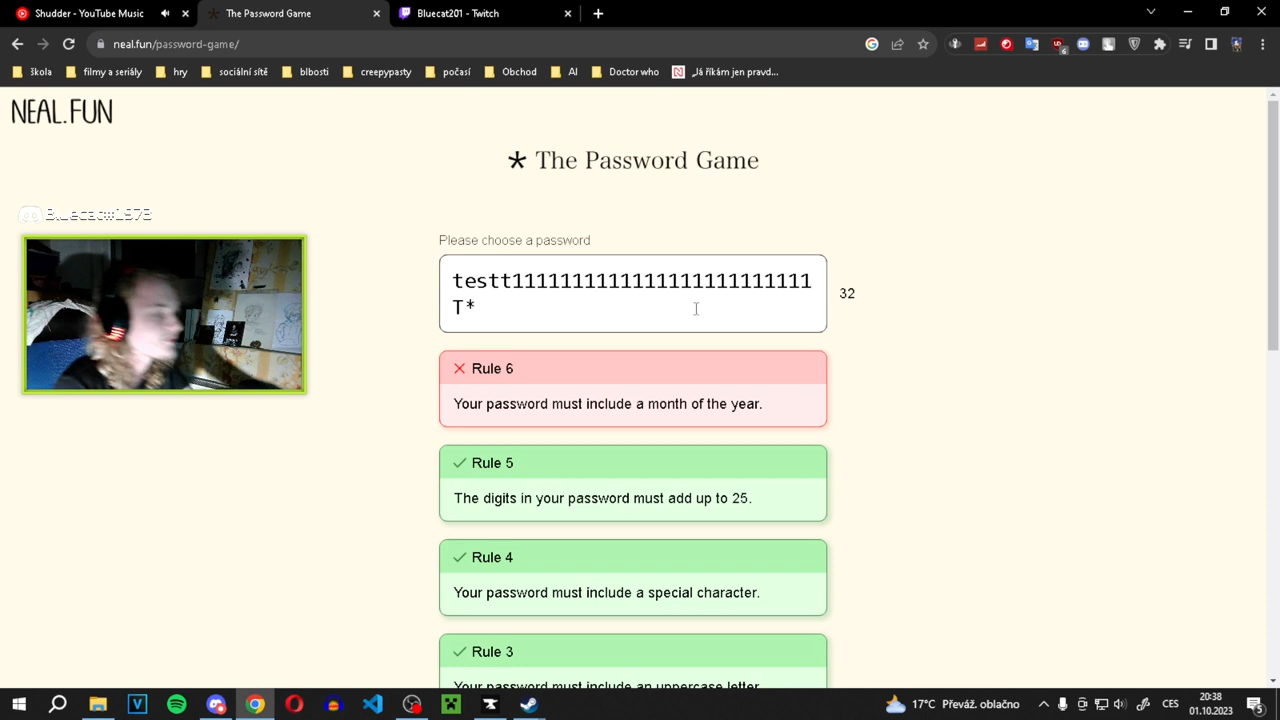 Shudder - YouTube Music
The Password Game
Bluecat201 - Twitch
neal.fun/password-game/
6
škola
filmy a seriály
hry
sociální sítě
blbosti
creepypasty
počasí
Obchod
AI
Doctor who
„Já říkám jen pravd...
NEAL.FUN
* The Password Game
Please choose a password
testt1111111111111111111111111
T*
32
Rule 6
Your password must include a month of the year.
Rule 5
The digits in your password must add up to 25.
Rule 4
Your password must include a special character.
Rule 3
Your password must include an uppercase letter.
17°C Převáž. oblačno
CES
20:38
01.10.2023
5